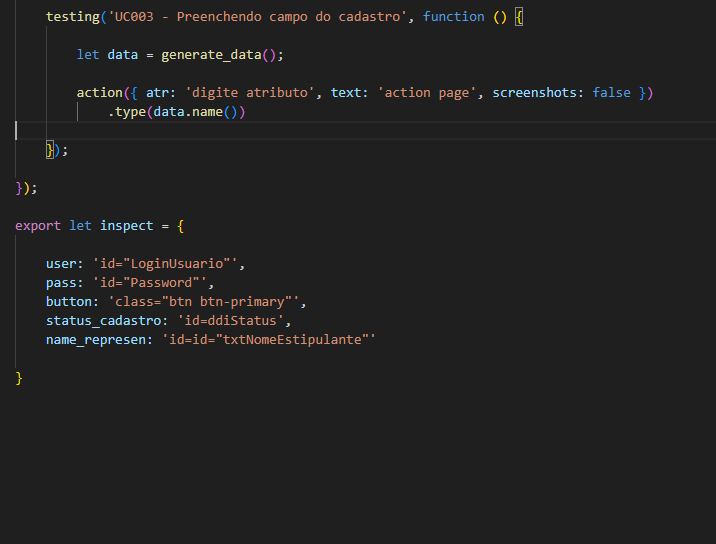 testing('UC003 - Preenchendo campo do cadastro', function () {
let data = generate_data();
action({ atr: 'digite atributo', text: 'action page', screenshots: false })
.type(data.name())
});
});
export let inspect = {
user: 'id="LoginUsuario"',
pass: 'id="Password"',
button: 'class="btn btn-primary"',
status_cadastro: 'id=ddiStatus',
name_represen: 'id=id="txtNomeEstipulante"'
}